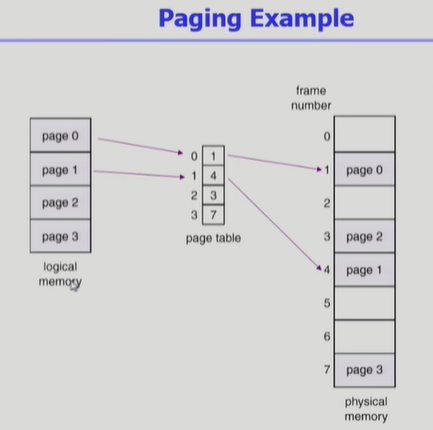 Paging Example
page 0
page 1
page 2
page 3
logical
memory
0 1
1 4
2 3
3 7
page table
frame
number
0
1 page 0
2
3 page 2
4 page 1
5
6
7 page 3
physical
memory